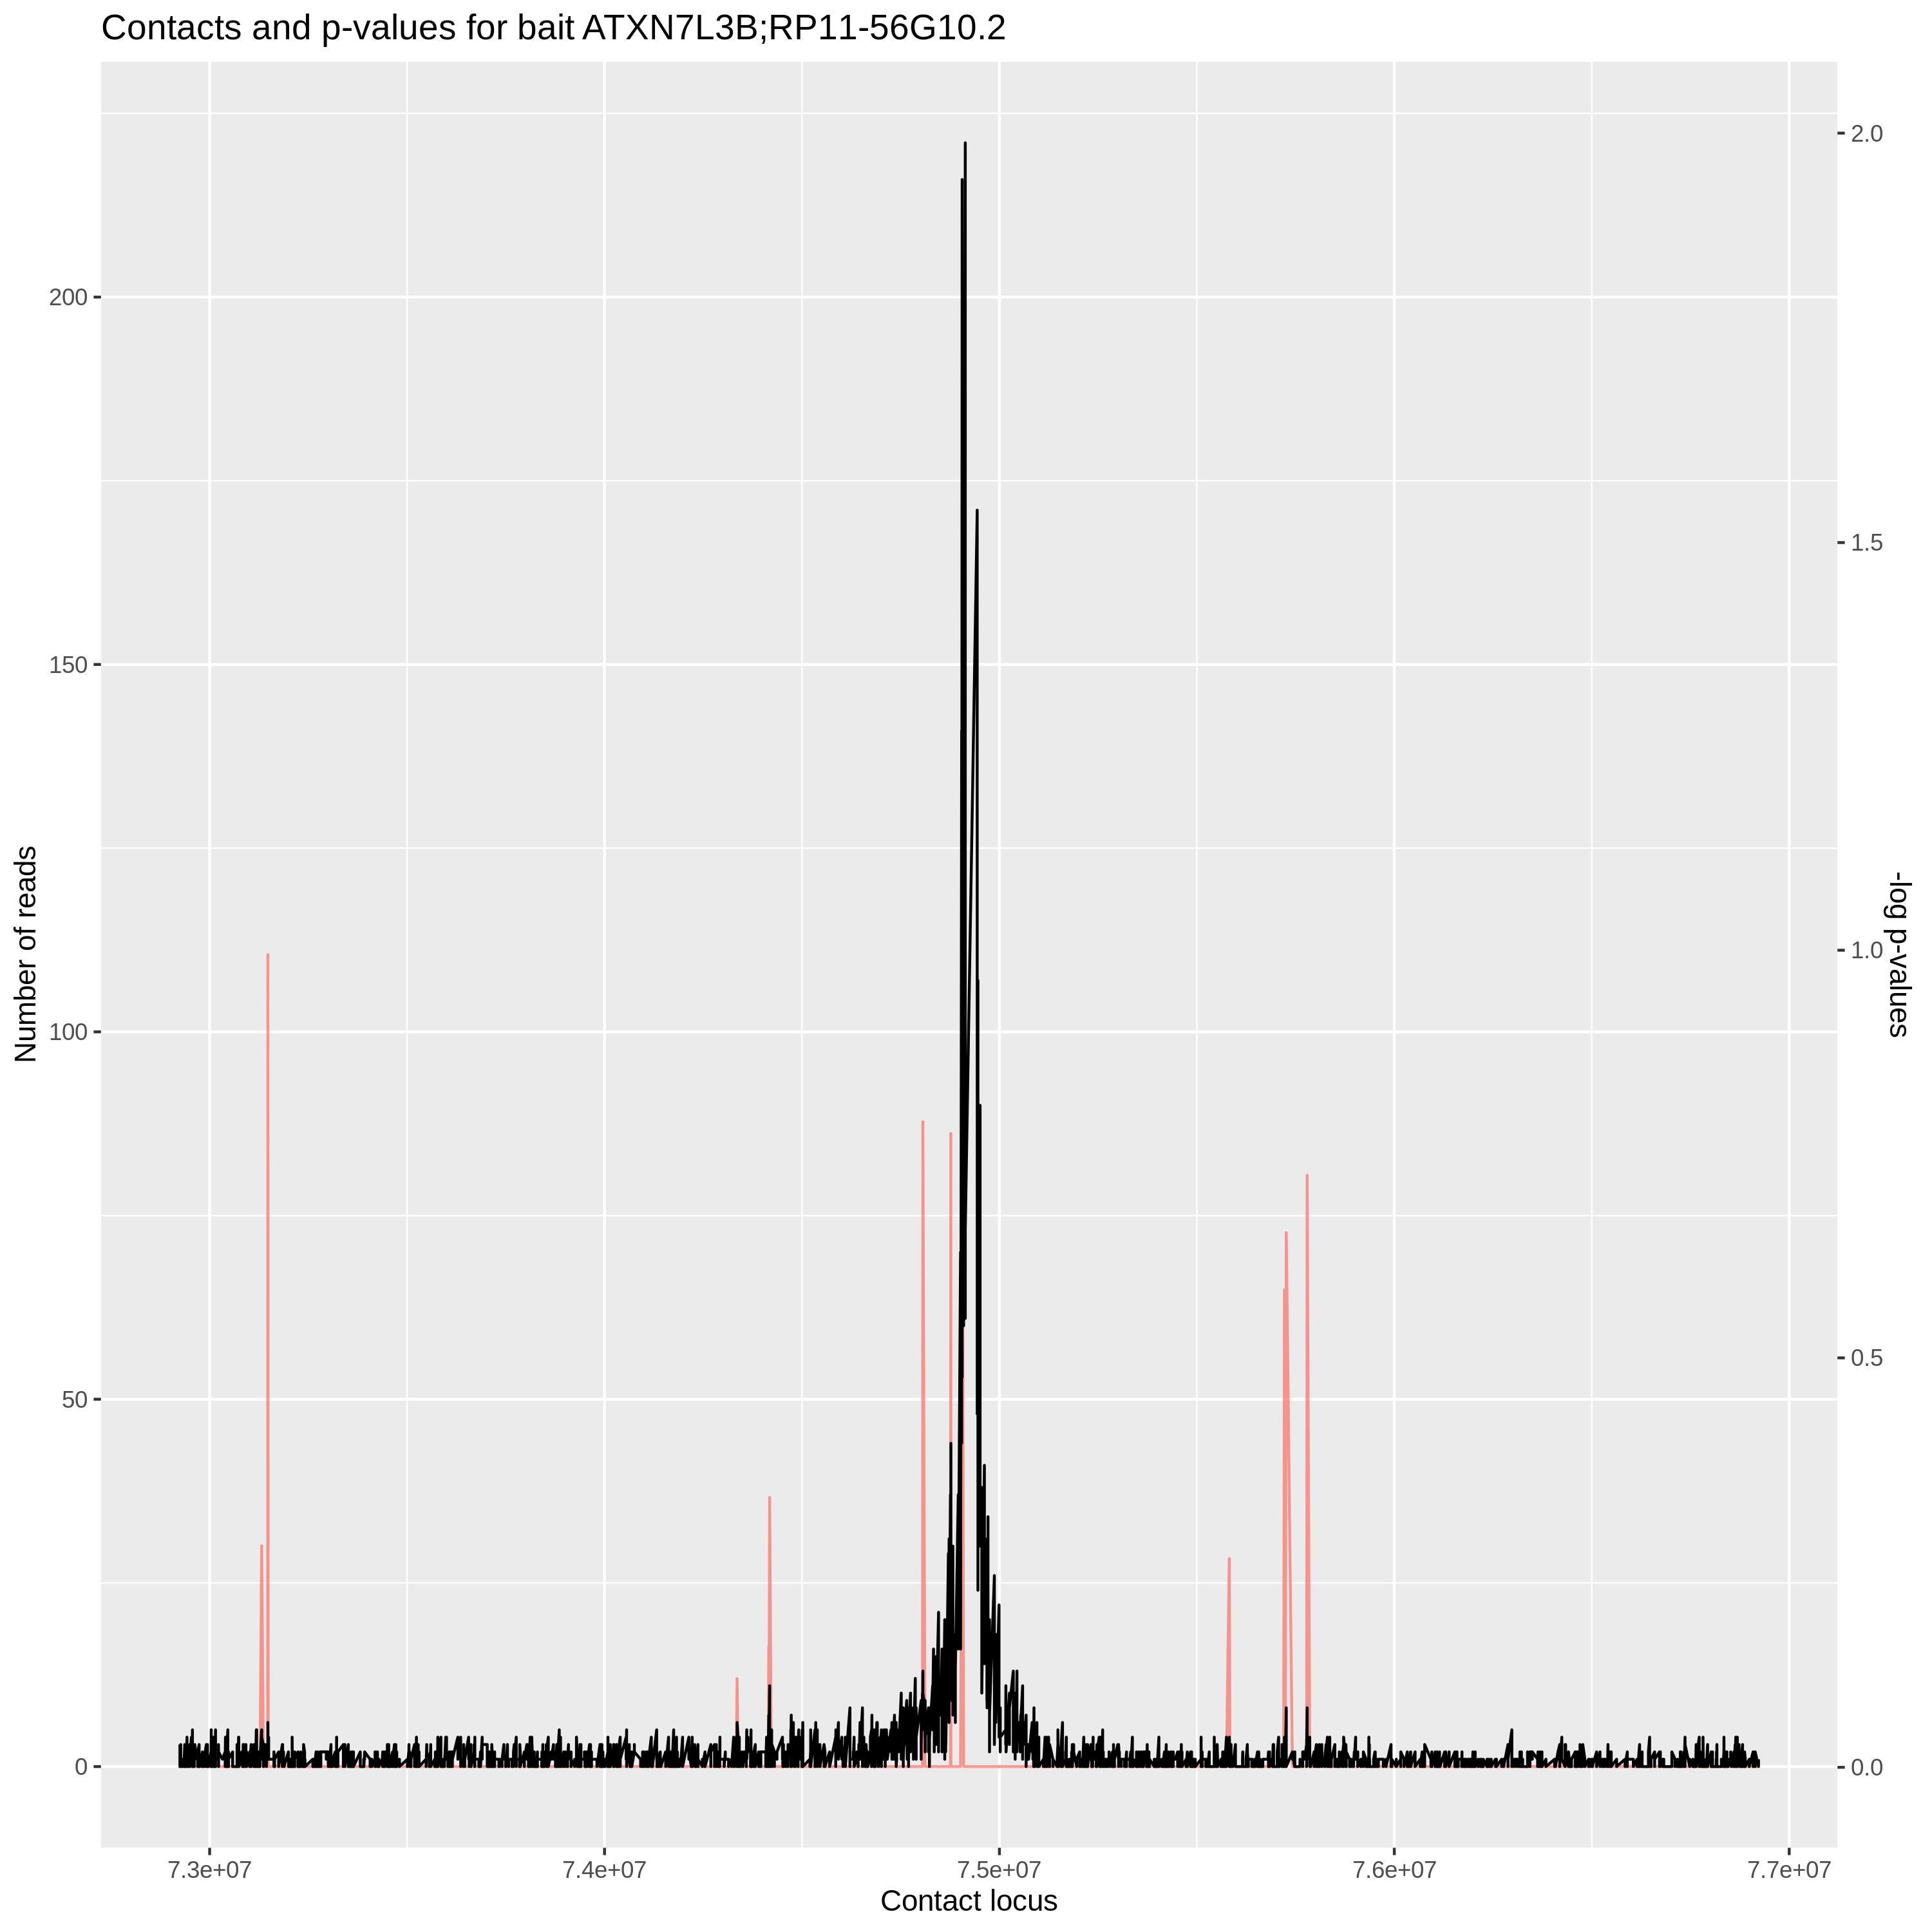 Contacts and p-values for bait ATXN7L3B;RP11-56G10.2
Number of reads
200
150
100
50
0
2.0
1.5
1.0
0.5
0.0
-log p-values
7.3e+07 7.4e+07 7.5e+07 7.6e+07 7.7e+07
Contact locus